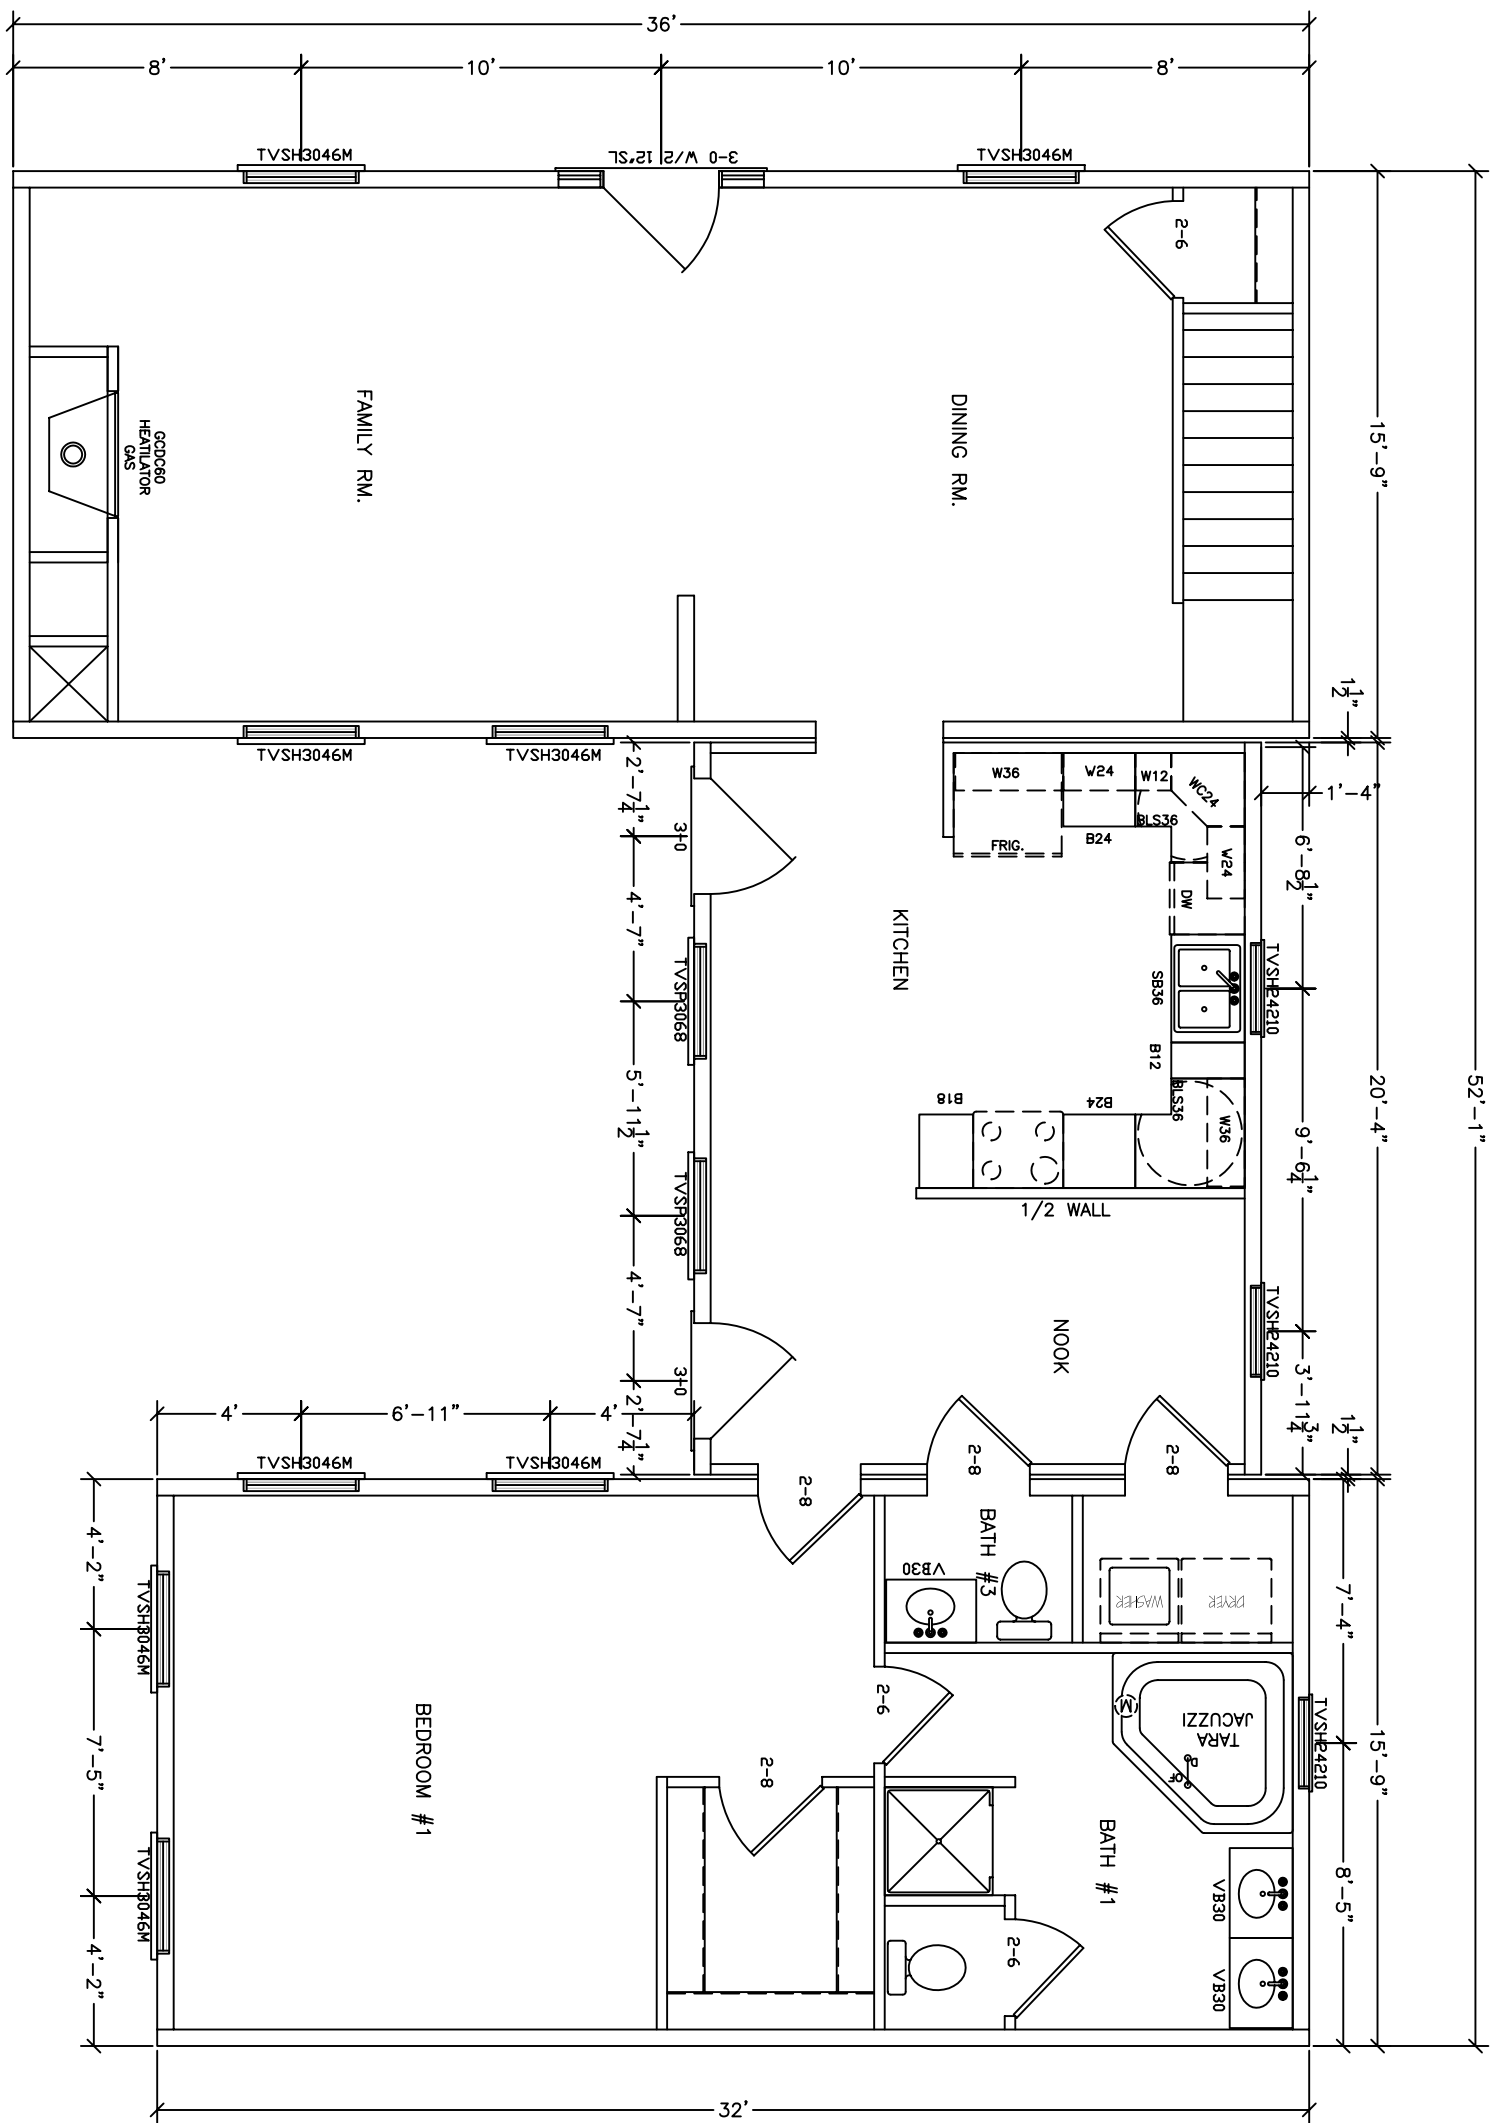 36'
8'
10'
10'
8'
TVSH3046M
3-0 W/2 12"SL
TVSH3046M
2-6
15'-9"
52'-1"
FAMILY RM.
DINING RM.
GCDC60
HEATILATOR
GAS
1 1/2"
TVSH3046M
TVSH3046M
2'-7 1/4"
3-0
4'-7"
TVSP3068
5'-11 1/2"
TVSP3068
4'-7"
3-0
2'-7 1/4"
W36
W24
W12
WC24
BLS36
FRIG.
B24
W24
DW
1'-4"
6'-8 1/2"
KITCHEN
SB36
TVSH24210
B12
BLS36
W36
B18
B24
1/2 WALL
9'-6 1/4"
20'-4"
NOOK
TVSH24210
3'-11 3/4"
1 1/2"
4'
6'-11"
4'
TVSH3046M
TVSH3046M
2-8
2-8
2-8
BATH #3
VB30
WASHER
DRYER
7'-4"
4'-2"
TVSH3046M
7'-5"
TVSH3046M
4'-2"
BEDROOM #1
2-6
2-8
M
TARA
JACUZZI
D
OF
TVSH24210
15'-9"
BATH #1
VB30
VB30
8'-5"
2-6
32'